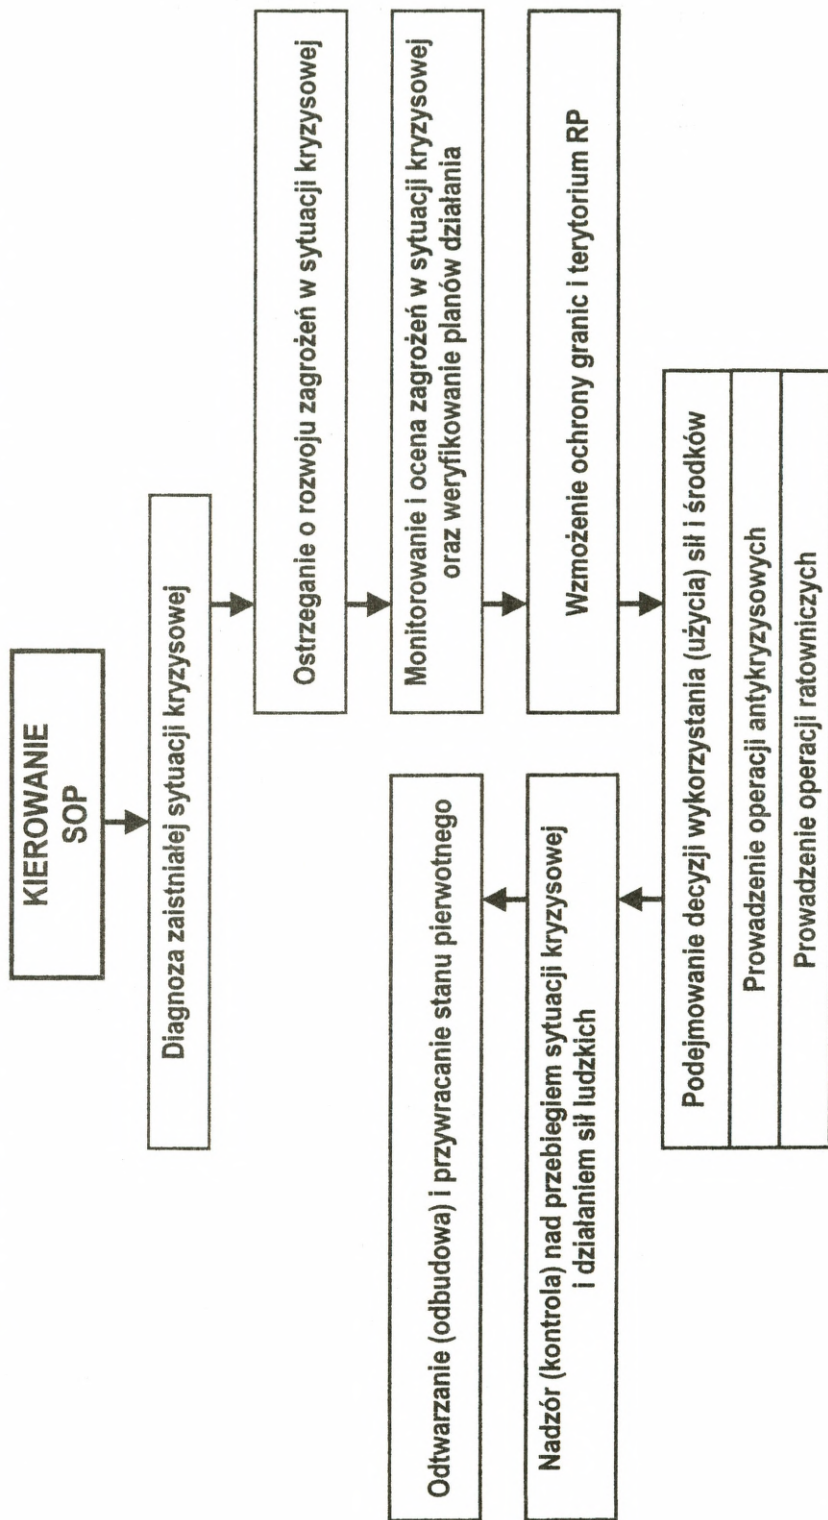 KIEROWANIE
SOP
Diagnoza zaistniałej sytuacji kryzysowej
Ostrzeganie o rozwoju zagrożeń w sytuacji kryzysowej
Monitorowanie i ocena zagrożeń w sytuacji kryzysowej
oraz weryfikowanie planów działania
Wzmożenie ochrony granic i terytorium RP
Podejmowanie decyzji wykorzystania (użycia) sił i środków
Prowadzenie operacji antykryzysowych
Prowadzenie operacji ratowniczych
Nadzór (kontrola) nad przebiegiem sytuacji kryzysowej
i działaniem sił ludzkich
Odtwarzanie (odbudowa) i przywracanie stanu pierwotnego